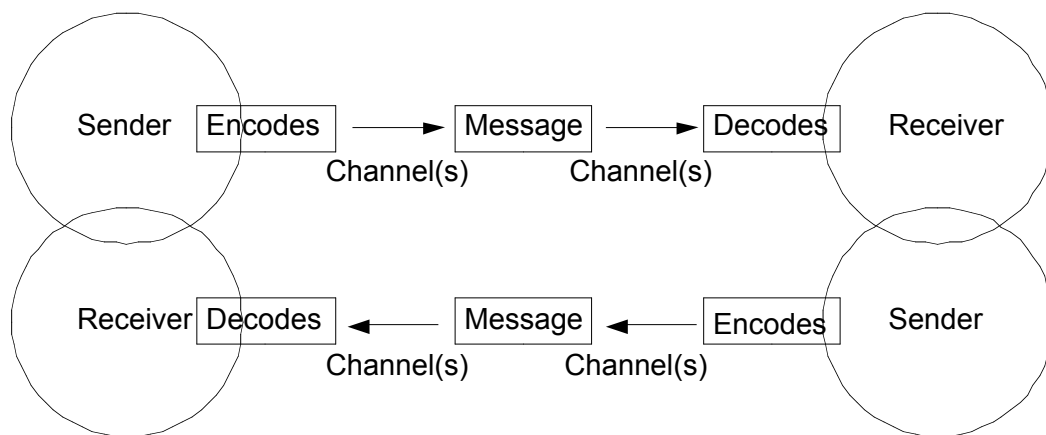 Sender Encodes Message Decodes Receiver
Channel(s) Channel(s)
Receiver Decodes Message Encodes Sender
Channel(s) Channel(s)